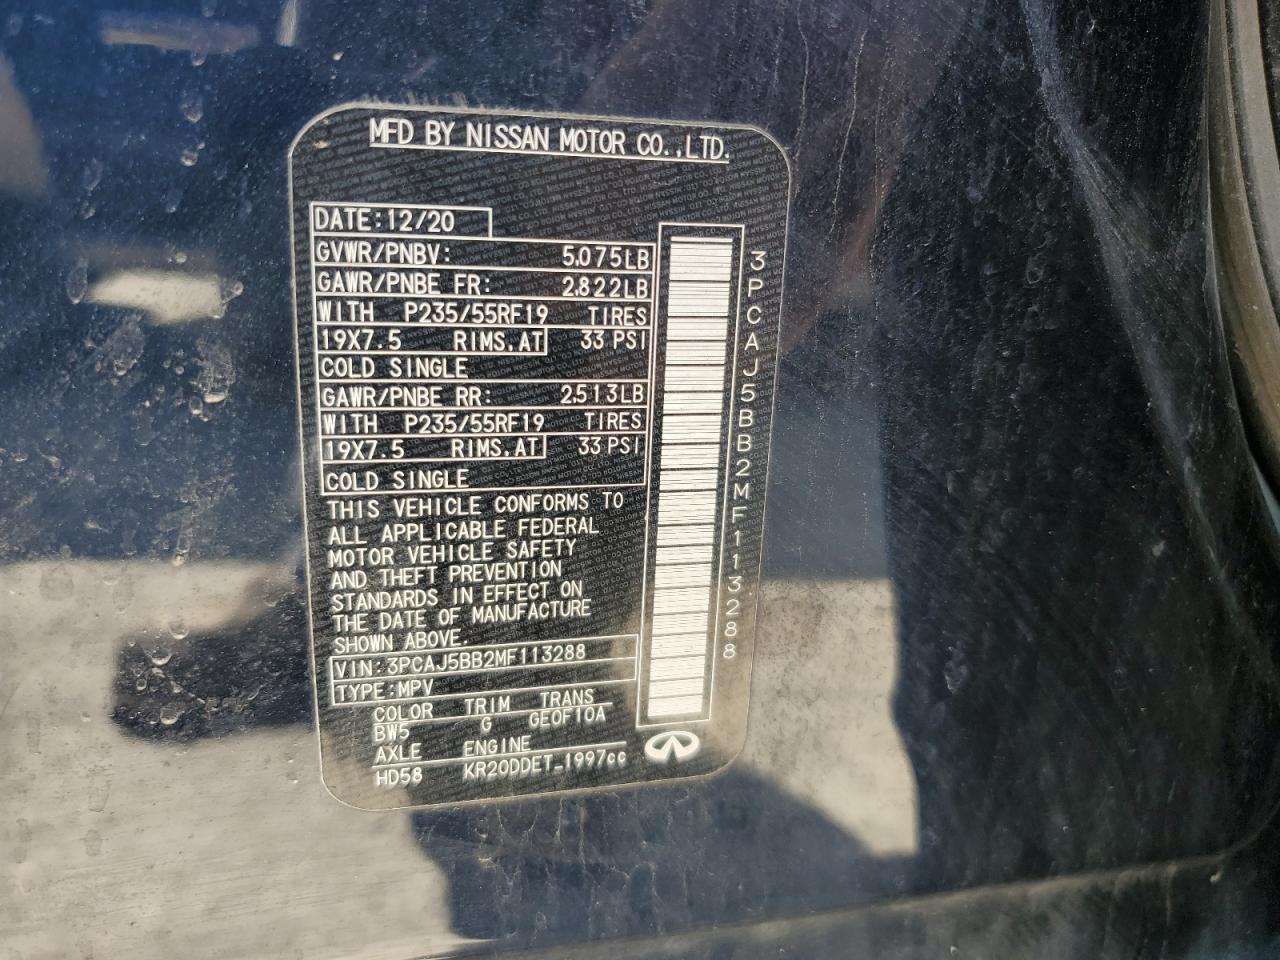 MFD BY NISSAN MOTOR CO.,LTD.
DATE:12/20
GVWR/PNBV: 5,075LB
GAWR/PNBE FR: 2,822LB
WITH P235/55RF19 TIRES
19X7.5 RIMS.AT 33 PSI
COLD SINGLE
GAWR/PNBE RR: 2,513LB
WITH P235/55RF19 TIRES
19X7.5 RIMS.AT 33 PSI
COLD SINGLE
THIS VEHICLE CONFORMS TO
ALL APPLICABLE FEDERAL
MOTOR VEHICLE SAFETY
AND THEFT PREVENTION
STANDARDS IN EFFECT ON
THE DATE OF MANUFACTURE
SHOWN ABOVE.
VIN:3PCAJ5BB2MF113288
TYPE:MPV
COLOR TRIM TRANS
BW5 G GE0F10A
AXLE ENGINE
HD58 KR20DDET-1997cc
3PCAJ5BB2MF113288